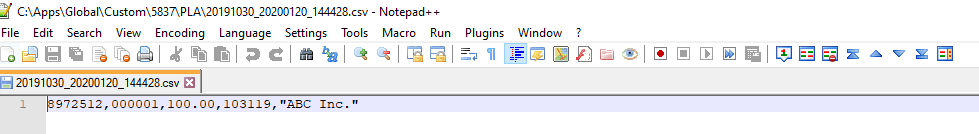 C:\Apps\Global\Custom\5837\PLA\20191030_20200120_144428.csv - Notepad++
File Edit Search View Encoding Language Settings Tools Macro Run Plugins Window ?
20191030_20200120_144428.csv
1 8972512,000001,100.00,103119,"ABC Inc."